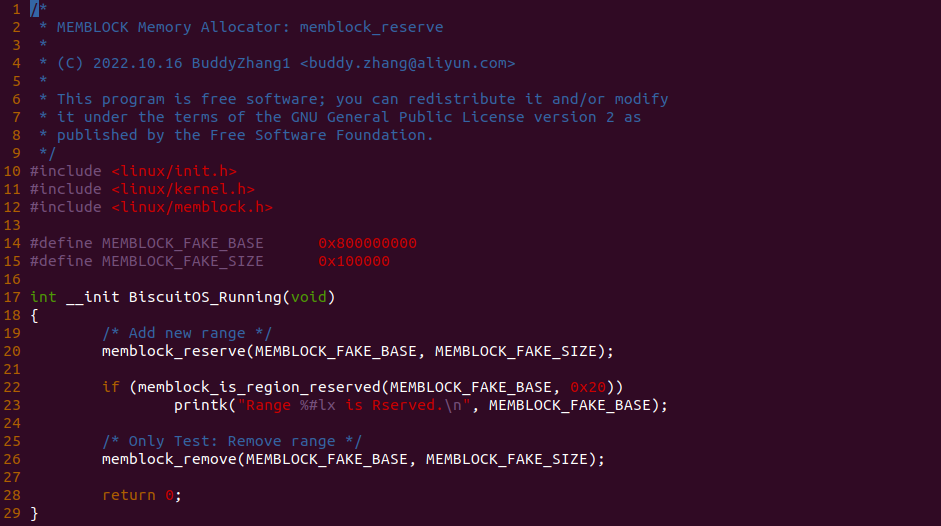 1 /*
2  * MEMBLOCK Memory Allocator: memblock_reserve
3  *
4  * (C) 2022.10.16 BuddyZhang1 <buddy.zhang@aliyun.com>
5  *
6  * This program is free software; you can redistribute it and/or modify
7  * it under the terms of the GNU General Public License version 2 as
8  * published by the Free Software Foundation.
9  */
10 #include <linux/init.h>
11 #include <linux/kernel.h>
12 #include <linux/memblock.h>
13
14 #define MEMBLOCK_FAKE_BASE      0x800000000
15 #define MEMBLOCK_FAKE_SIZE      0x100000
16
17 int __init BiscuitOS_Running(void)
18 {
19         /* Add new range */
20         memblock_reserve(MEMBLOCK_FAKE_BASE, MEMBLOCK_FAKE_SIZE);
21
22         if (memblock_is_region_reserved(MEMBLOCK_FAKE_BASE, 0x20))
23                 printk("Range %#lx is Rserved.\n", MEMBLOCK_FAKE_BASE);
24
25         /* Only Test: Remove range */
26         memblock_remove(MEMBLOCK_FAKE_BASE, MEMBLOCK_FAKE_SIZE);
27
28         return 0;
29 }